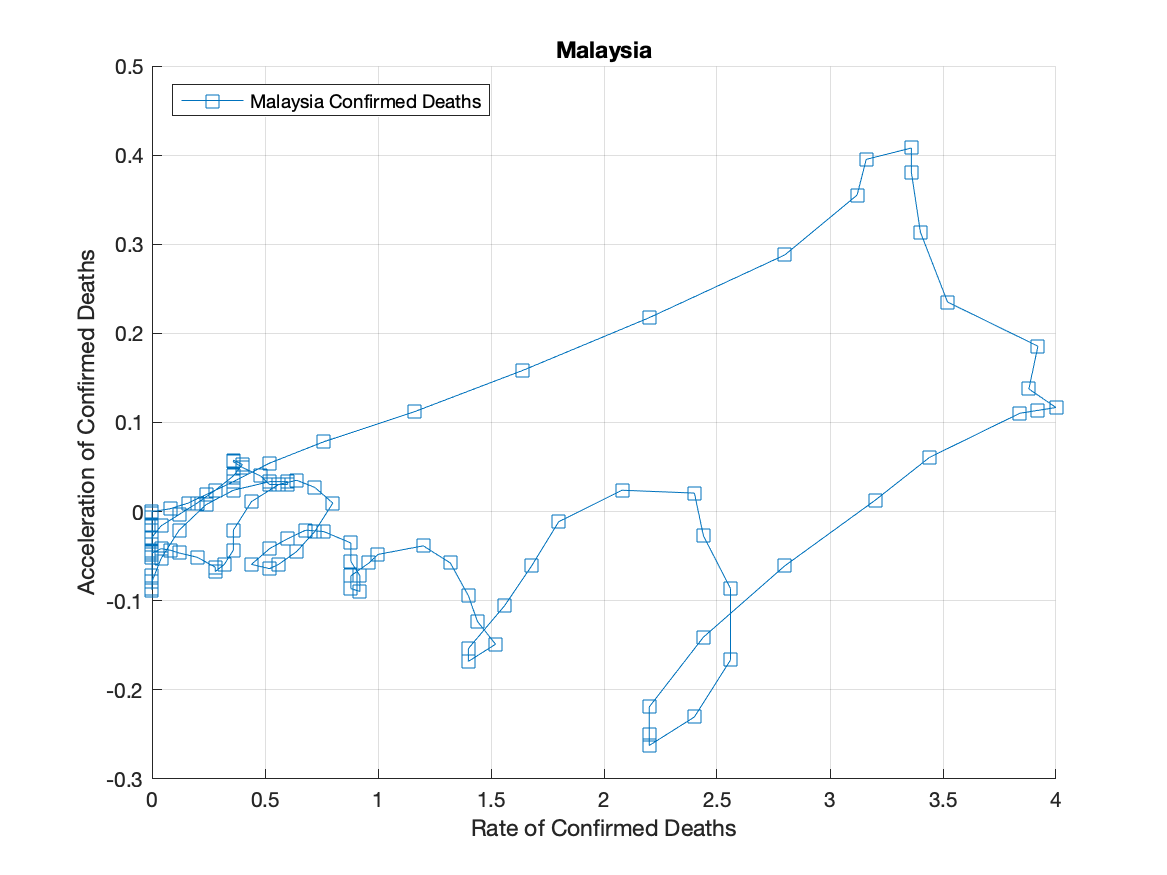 Malaysia
0.5
Malaysia Confirmed Deaths
0.4
0.3
0.2
0.1
0
-0.1
-0.2
-0.3
Acceleration of Confirmed Deaths
0 0.5 1 1.5 2 2.5 3 3.5 4
Rate of Confirmed Deaths